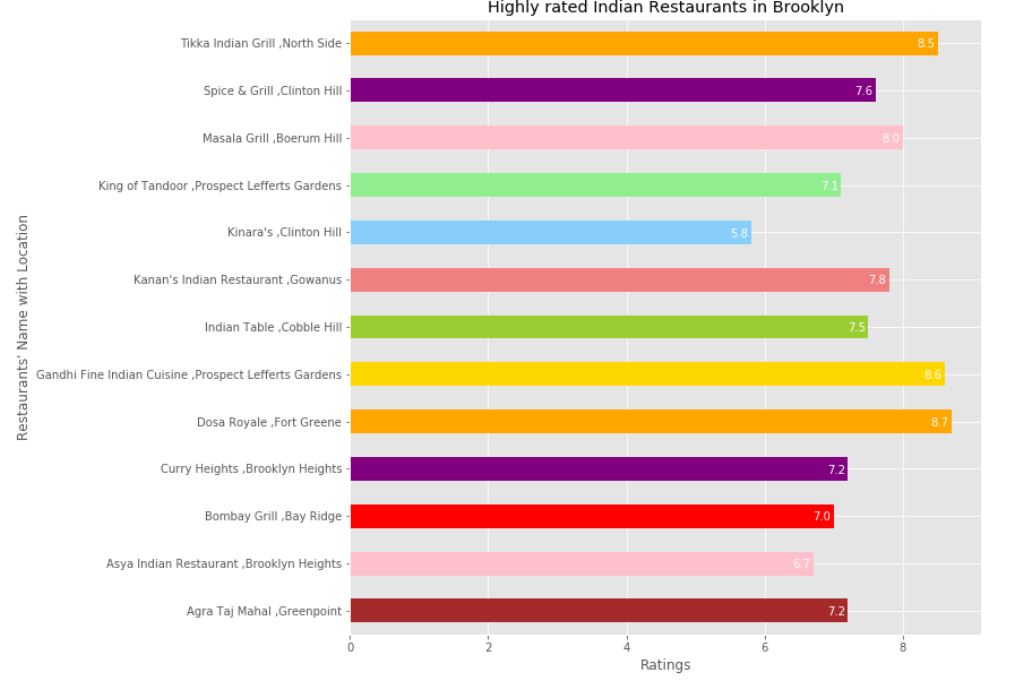 Highly rated Indian Restaurants in Brooklyn
Restaurants' Name with Location
Tikka Indian Grill ,North Side
8.5
Spice & Grill ,Clinton Hill
7.6
Masala Grill ,Boerum Hill
8.0
King of Tandoor ,Prospect Lefferts Gardens
7.1
Kinara's ,Clinton Hill
5.8
Kanan's Indian Restaurant ,Gowanus
7.8
Indian Table ,Cobble Hill
7.5
Gandhi Fine Indian Cuisine ,Prospect Lefferts Gardens
8.6
Dosa Royale ,Fort Greene
8.7
Curry Heights ,Brooklyn Heights
7.2
Bombay Grill ,Bay Ridge
7.0
Asya Indian Restaurant ,Brooklyn Heights
6.7
Agra Taj Mahal ,Greenpoint
7.2
0 2 4 6 8
Ratings